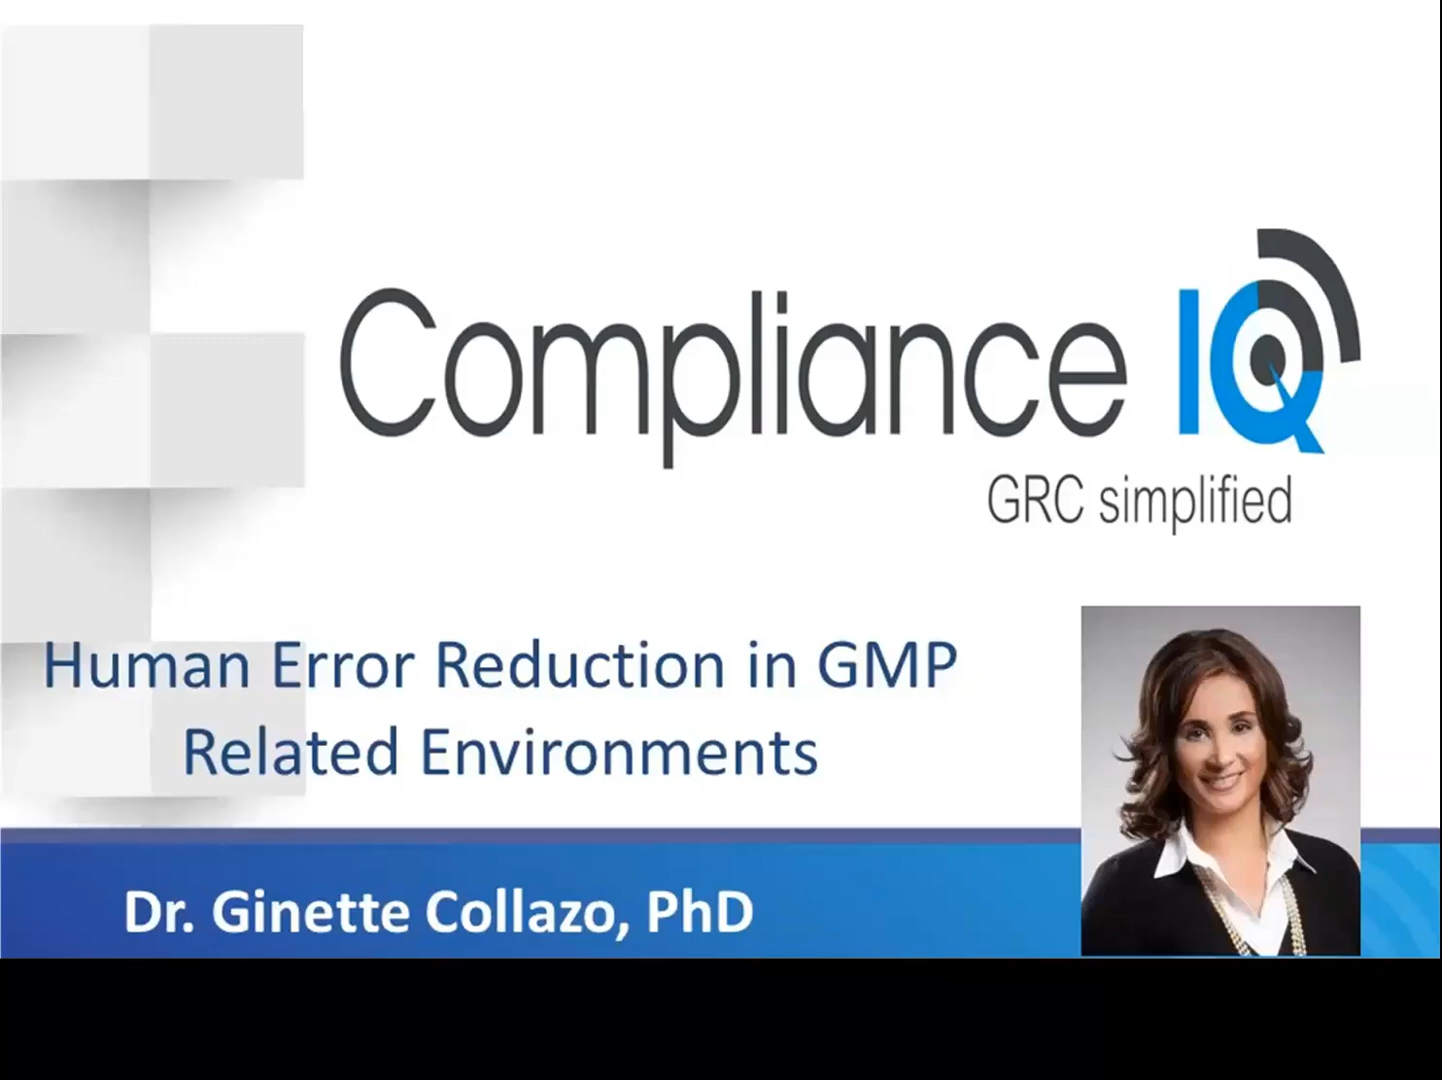 Compliance IQ
GRC simplified
Human Error Reduction in GMP
Related Environments
Dr. Ginette Collazo, PhD